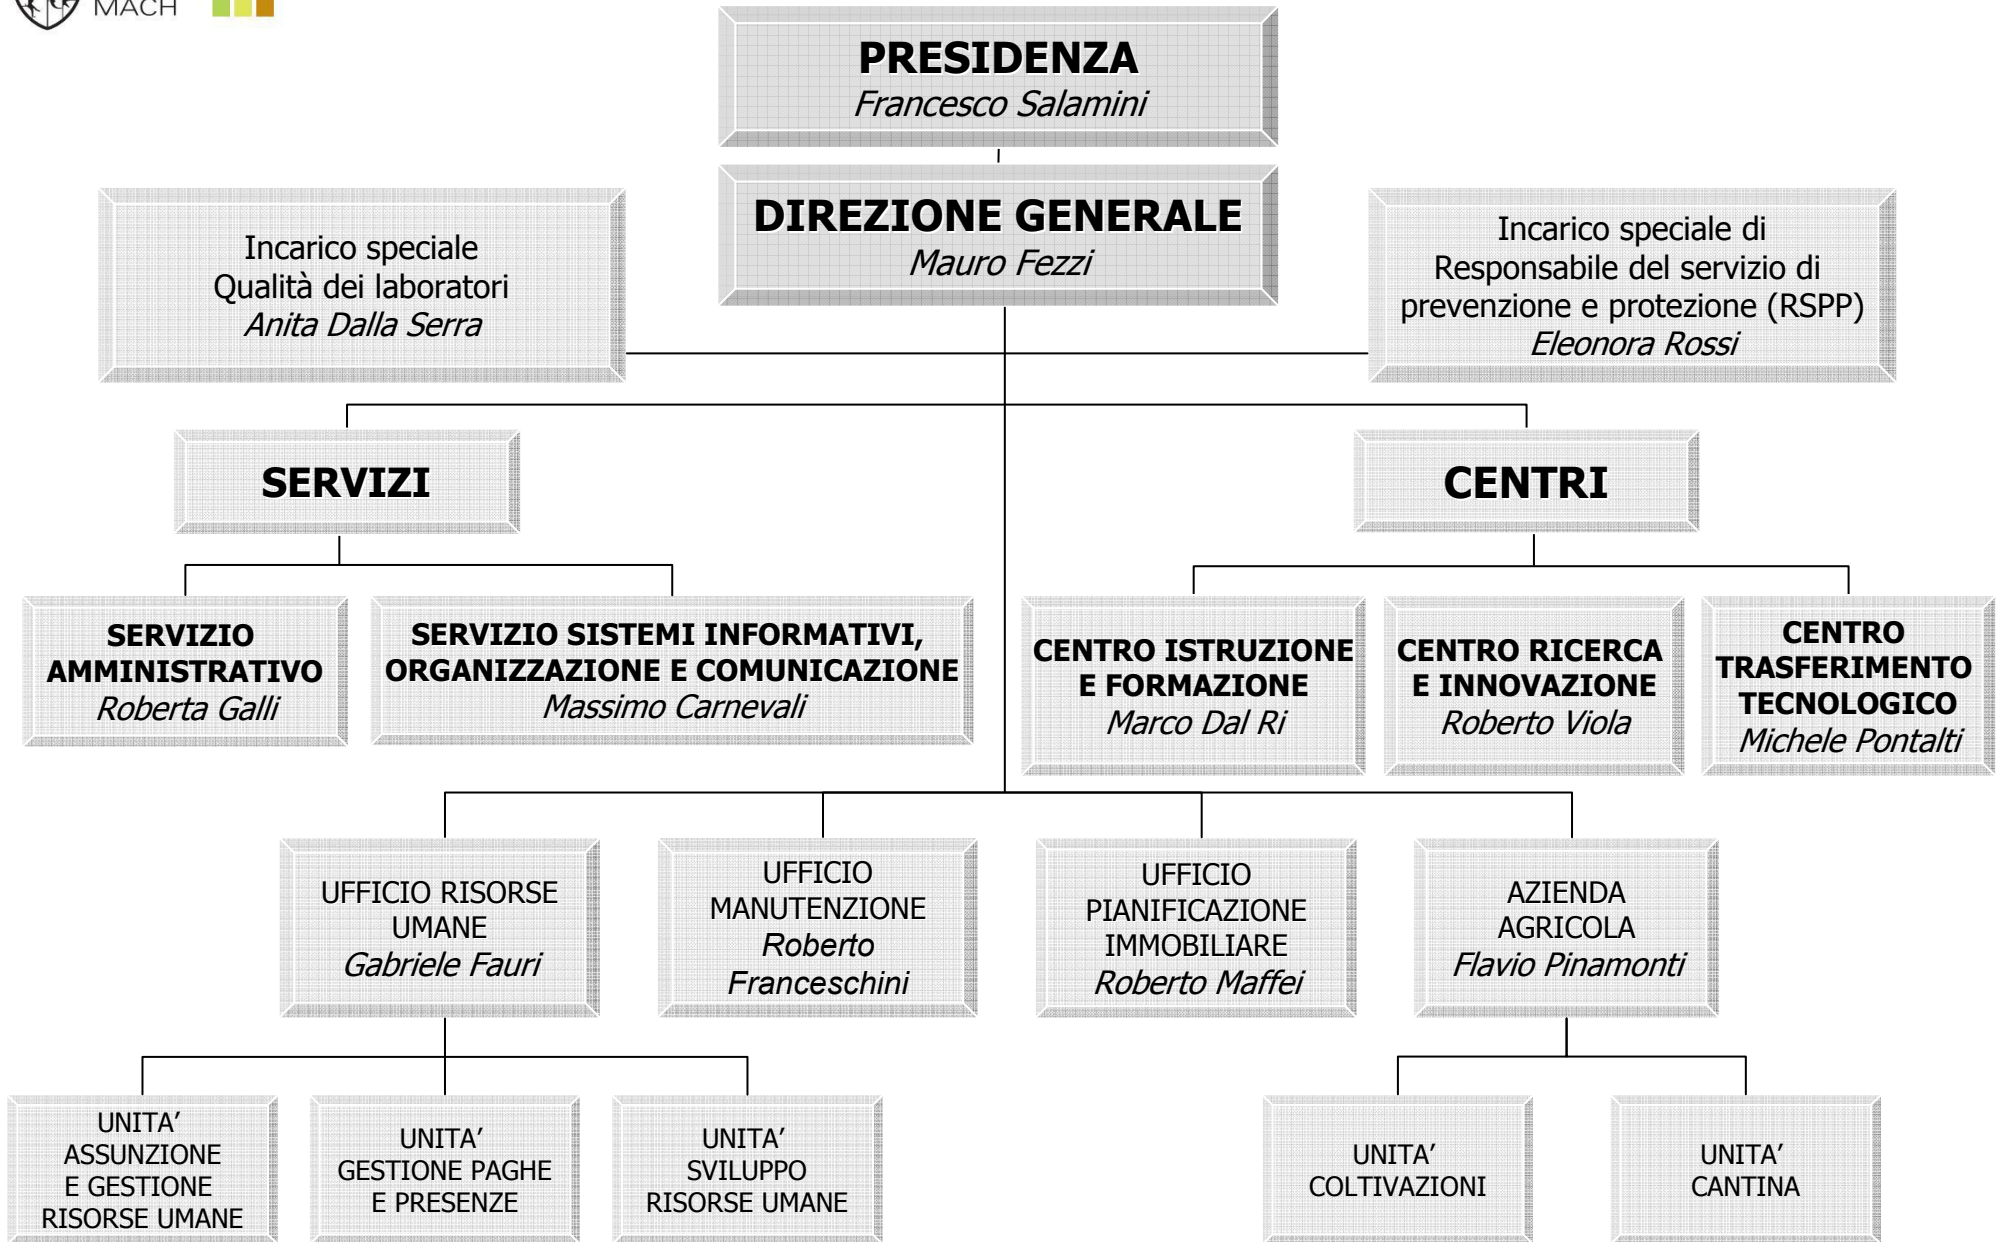 MACH
PRESIDENZA
Francesco Salamini
DIREZIONE GENERALE
Mauro Fezzi
Incarico speciale
Qualità dei laboratori
Anita Dalla Serra
Incarico speciale di
Responsabile del servizio di
prevenzione e protezione (RSPP)
Eleonora Rossi
SERVIZI
CENTRI
SERVIZIO
AMMINISTRATIVO
Roberta Galli
SERVIZIO SISTEMI INFORMATIVI,
ORGANIZZAZIONE E COMUNICAZIONE
Massimo Carnevali
CENTRO ISTRUZIONE
E FORMAZIONE
Marco Dal Ri
CENTRO RICERCA
E INNOVAZIONE
Roberto Viola
CENTRO
TRASFERIMENTO
TECNOLOGICO
Michele Pontalti
UFFICIO RISORSE
UMANE
Gabriele Fauri
UFFICIO
MANUTENZIONE
Roberto
Franceschini
UFFICIO
PIANIFICAZIONE
IMMOBILIARE
Roberto Maffei
AZIENDA
AGRICOLA
Flavio Pinamonti
UNITA’
ASSUNZIONE
E GESTIONE
RISORSE UMANE
UNITA’
GESTIONE PAGHE
E PRESENZE
UNITA’
SVILUPPO
RISORSE UMANE
UNITA’
COLTIVAZIONI
UNITA’
CANTINA